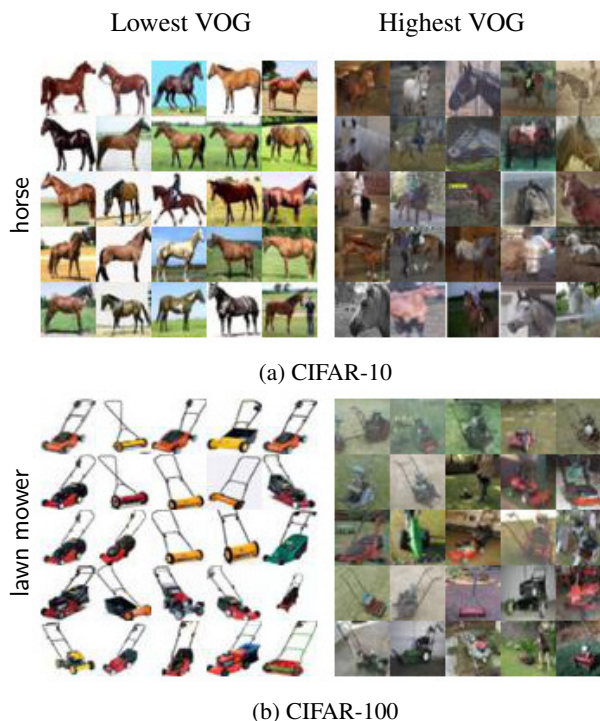 Lowest VOG
Highest VOG
horse
(a) CIFAR-10
lawn mower
(b) CIFAR-100